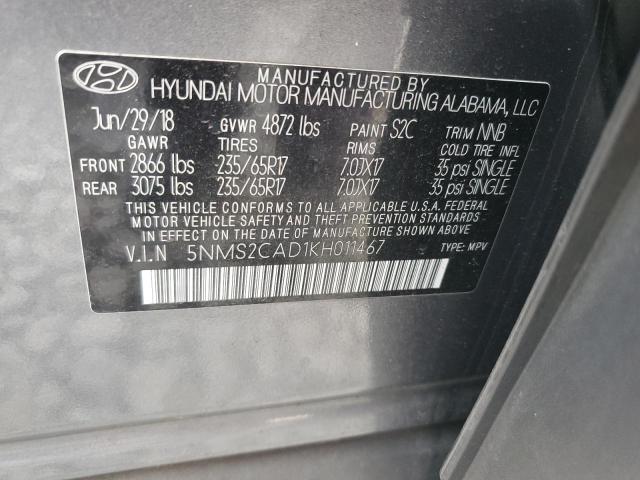 MANUFACTURED BY
HYUNDAI MOTOR MANUFACTURING ALABAMA, LLC
Jun/29/18 GVWR 4872 lbs PAINT S2C TRIM NNB
GAWR TIRES RIMS COLD TIRE INFL
FRONT 2866 lbs 235/65R17 7.0JX17 35 psi SINGLE
REAR 3075 lbs 235/65R17 7.0JX17 35 psi SINGLE
THIS VEHICLE CONFORMS TO ALL APPLICABLE U.S.A. FEDERAL
MOTOR VEHICLE SAFETY AND THEFT PREVENTION STANDARDS
IN EFFECT ON THE DATE OF MANUFACTURE SHOWN ABOVE.
V.I.N 5NMS2CAD1KH011467 TYPE: MPV